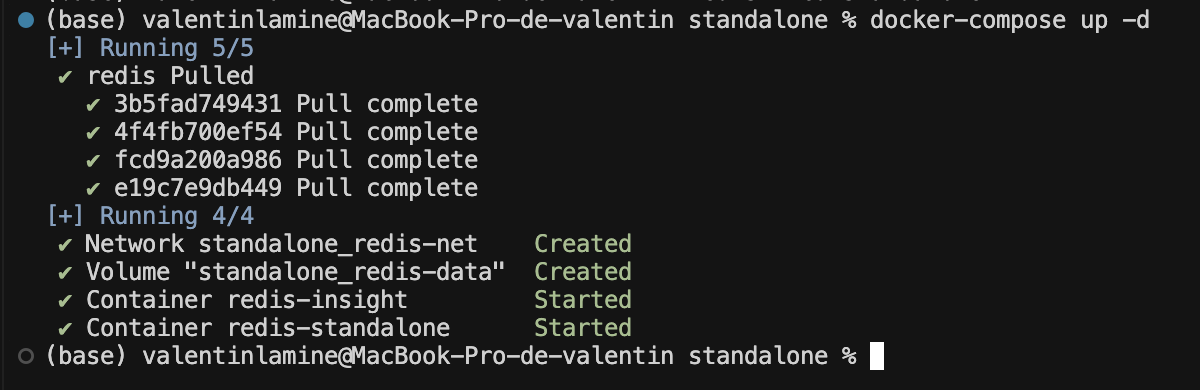 (base) valentinlamine@MacBook-Pro-de-valentin standalone % docker-compose up -d
[+] Running 5/5
✔ redis Pulled
✔ 3b5fad749431 Pull complete
✔ 4f4fb700ef54 Pull complete
✔ fcd9a200a986 Pull complete
✔ e19c7e9db449 Pull complete
[+] Running 4/4
✔ Network standalone_redis-net Created
✔ Volume "standalone_redis-data" Created
✔ Container redis-insight Started
✔ Container redis-standalone Started
(base) valentinlamine@MacBook-Pro-de-valentin standalone %